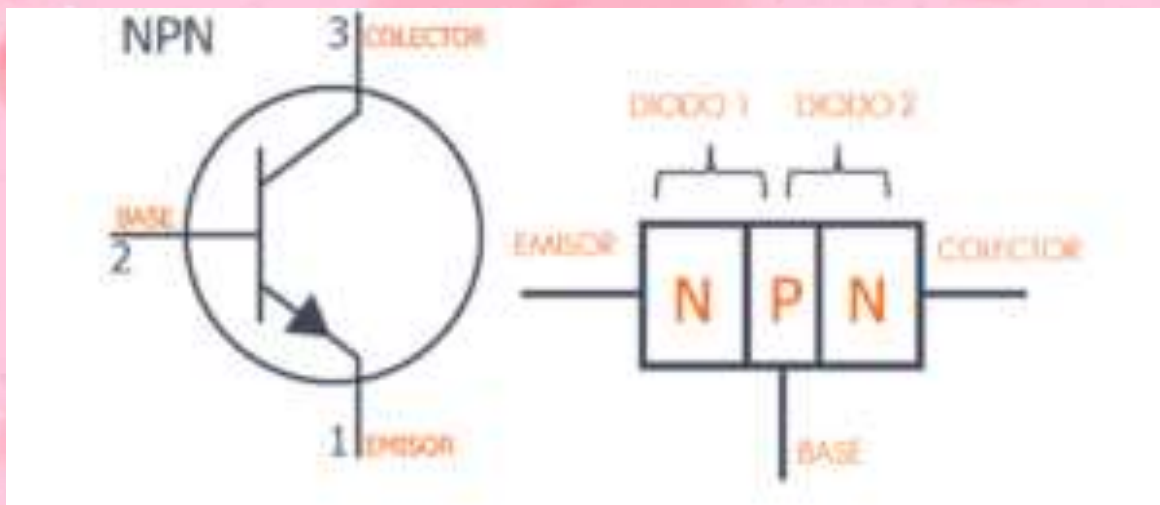 NPN
3 COLECTOR
BASE
2
1 EMISOR
DIODO 1 DIODO 2
EMISOR
COLECTOR
N P N
BASE